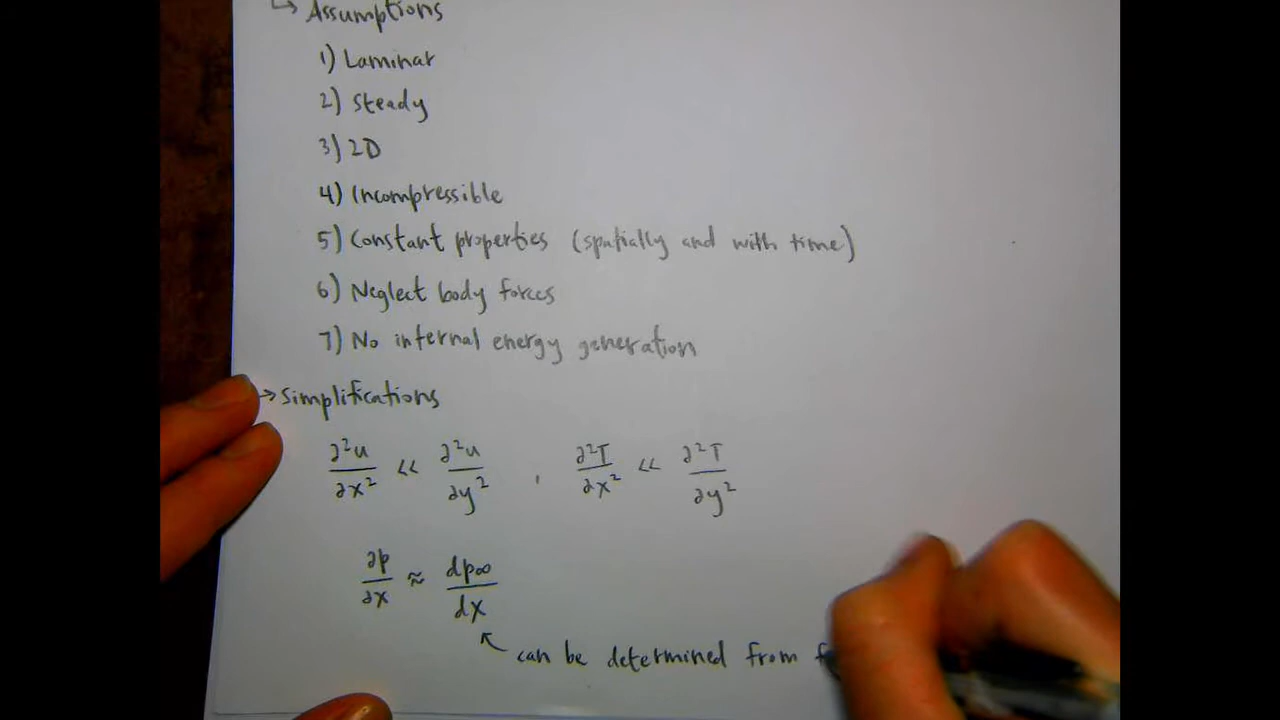 ↳ Assumptions
1) Laminar
2) Steady
3) 2D
4) Incompressible
5) Constant properties (spatially and with time)
6) Neglect body forces
7) No internal energy generation
→ Simplifications
∂²u/∂x² << ∂²u/∂y² , ∂²T/∂x² << ∂²T/∂y²
∂p/∂x ≈ dp∞/dx
can be determined from